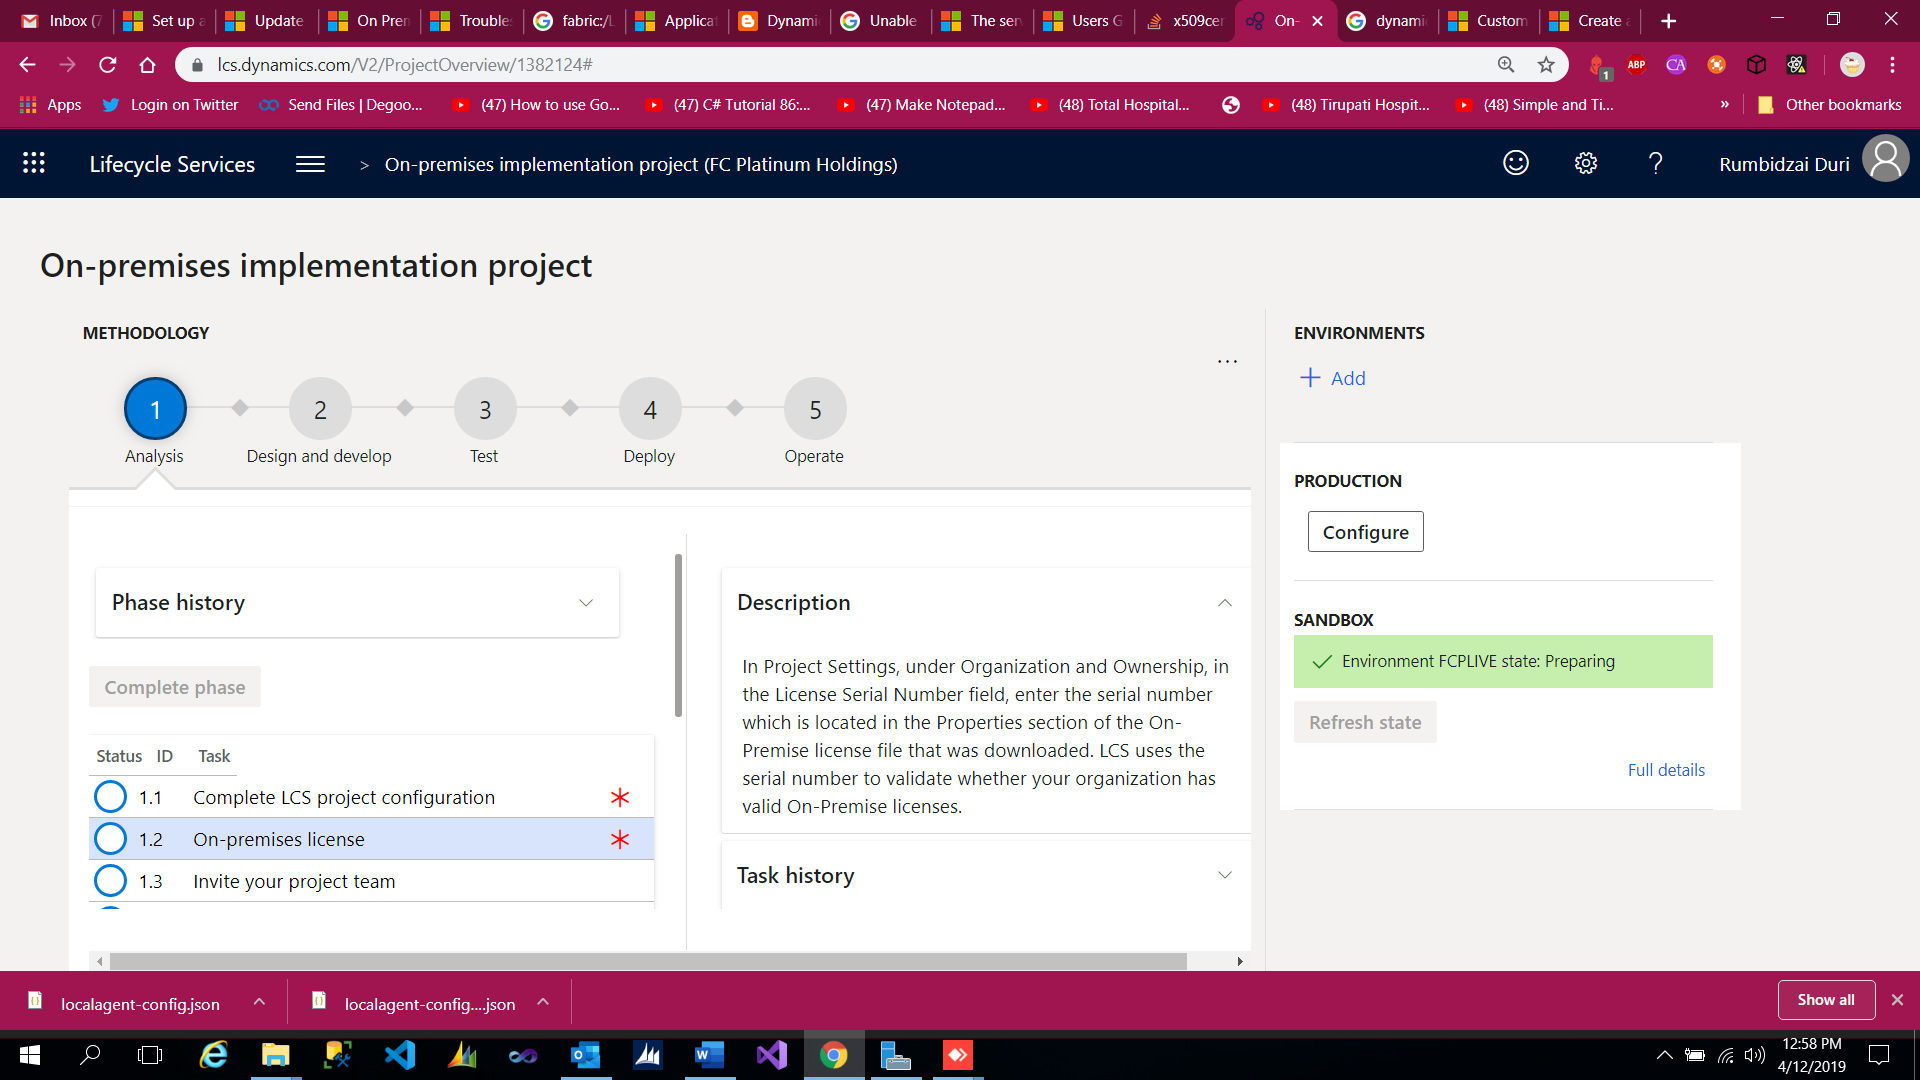 Inbox (7
Set up a
Update
On Prem
Trouble
fabric:/L
Applicat
Dynamic
Unable
The serv
Users G
x509cer
On-
dynami
Custom
Create a
lcs.dynamics.com/V2/ProjectOverview/1382124#
1
ABP
CA
Apps
Login on Twitter
Send Files | Degoo...
(47) How to use Go...
(47) C# Tutorial 86:...
(47) Make Notepad...
(48) Total Hospital...
(48) Tirupati Hospit...
(48) Simple and Ti...
»
Other bookmarks
Lifecycle Services
> On-premises implementation project (FC Platinum Holdings)
?
Rumbidzai Duri
On-premises implementation project
METHODOLOGY
...
1
2
3
4
5
Analysis
Design and develop
Test
Deploy
Operate
Phase history
Complete phase
Status ID Task
1.1 Complete LCS project configuration *
1.2 On-premises license *
1.3 Invite your project team
Description
In Project Settings, under Organization and Ownership, in
the License Serial Number field, enter the serial number
which is located in the Properties section of the On-
Premise license file that was downloaded. LCS uses the
serial number to validate whether your organization has
valid On-Premise licenses.
Task history
ENVIRONMENTS
+ Add
PRODUCTION
Configure
SANDBOX
Environment FCPLIVE state: Preparing
Refresh state
Full details
localagent-config.json
localagent-config....json
Show all
12:58 PM
4/12/2019